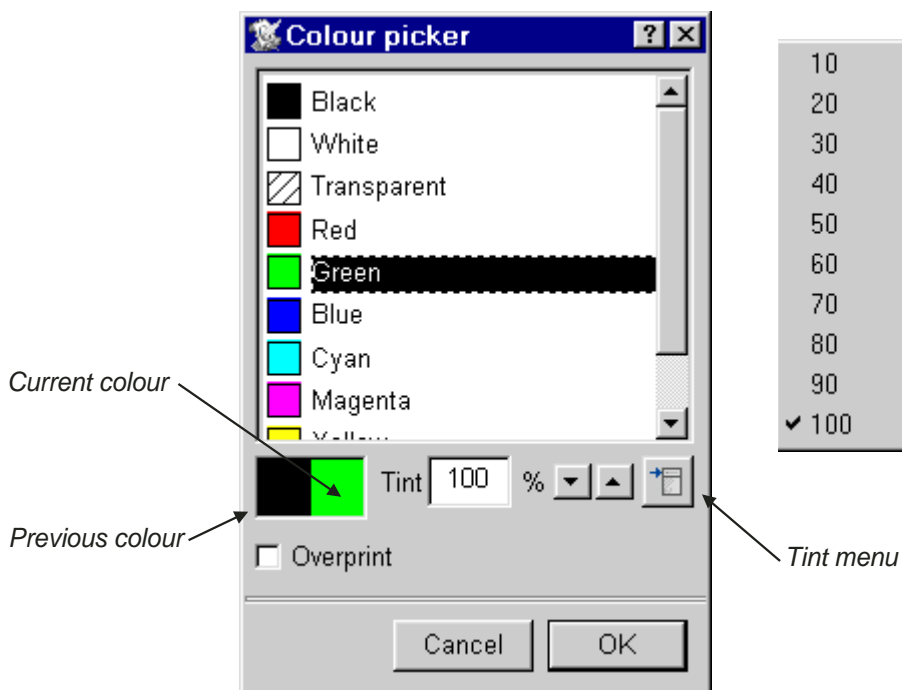 Colour picker
Black
White
Transparent
Red
Green
Blue
Cyan
Magenta
Current colour
Tint 100 %
Previous colour
Overprint
Tint menu
Cancel OK
10
20
30
40
50
60
70
80
90
100